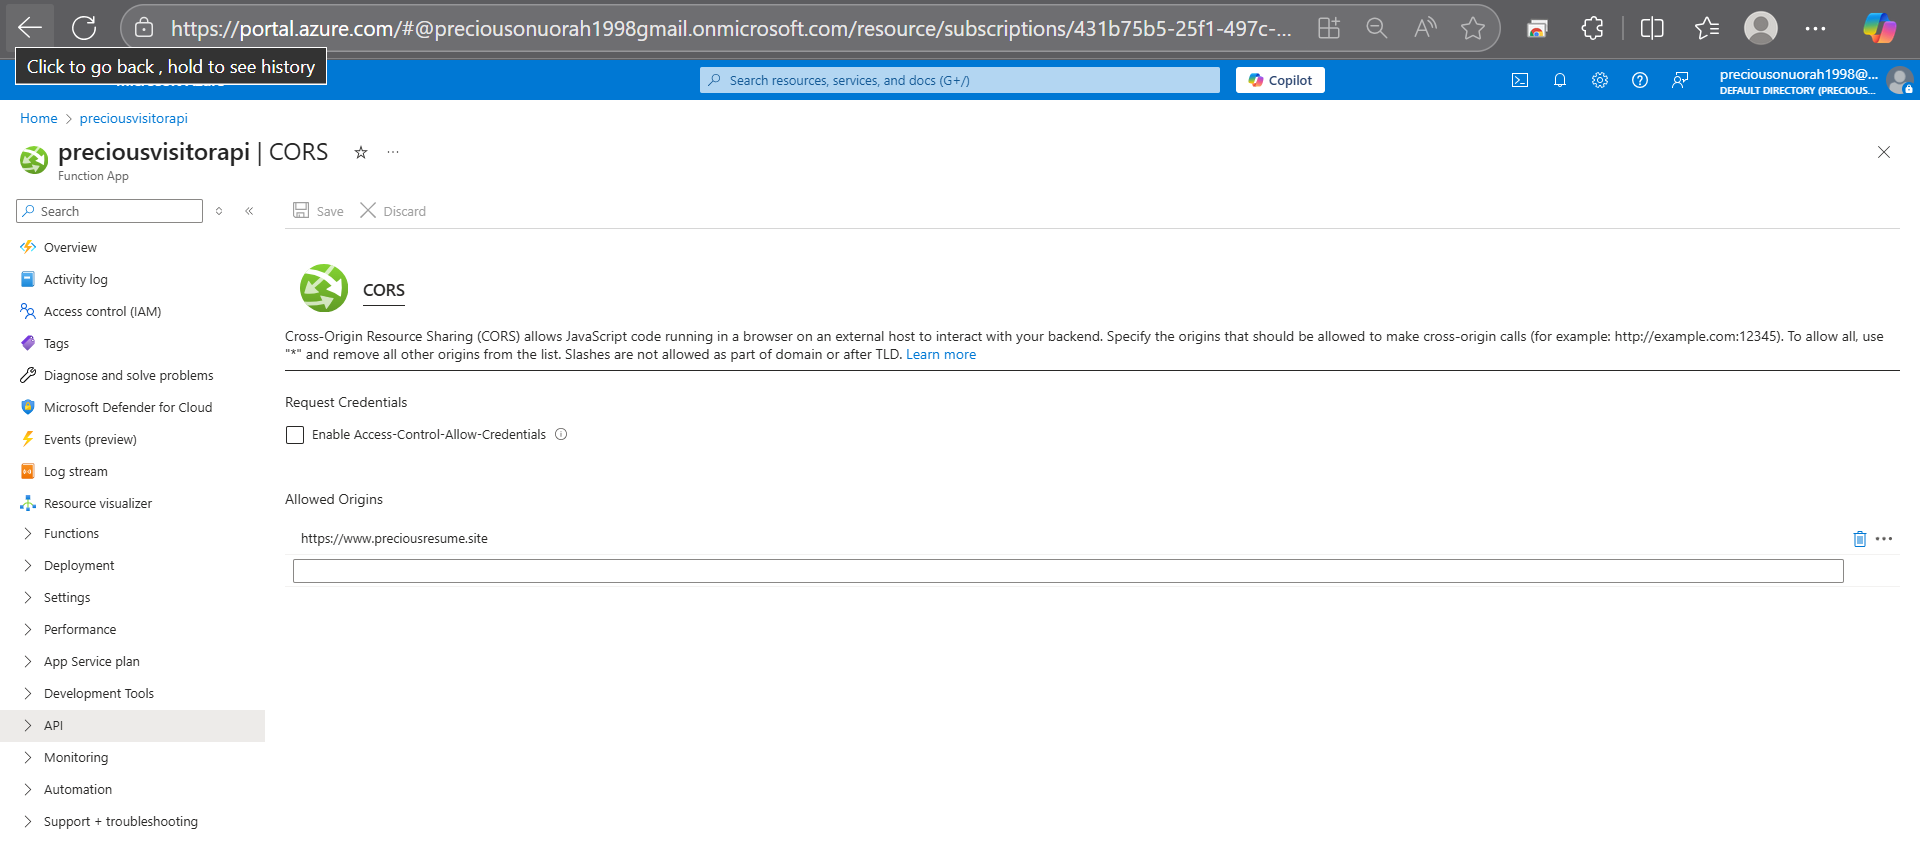 https://portal.azure.com/#@preciousonuorah1998gmail.onmicrosoft.com/resource/subscriptions/431b75b5-25f1-497c-...
Click to go back , hold to see history
Search resources, services, and docs (G+/)
Copilot
preciousonuorah1998@...
DEFAULT DIRECTORY (PRECIOUS...
Home > preciousvisitorapi
preciousvisitorapi | CORS
Function App
Search
Save
Discard
Overview
Activity log
Access control (IAM)
Tags
Diagnose and solve problems
Microsoft Defender for Cloud
Events (preview)
Log stream
Resource visualizer
Functions
Deployment
Settings
Performance
App Service plan
Development Tools
API
Monitoring
Automation
Support + troubleshooting
CORS
Cross-Origin Resource Sharing (CORS) allows JavaScript code running in a browser on an external host to interact with your backend. Specify the origins that should be allowed to make cross-origin calls (for example: http://example.com:12345). To allow all, use
"*" and remove all other origins from the list. Slashes are not allowed as part of domain or after TLD. Learn more
Request Credentials
Enable Access-Control-Allow-Credentials
Allowed Origins
https://www.preciousresume.site